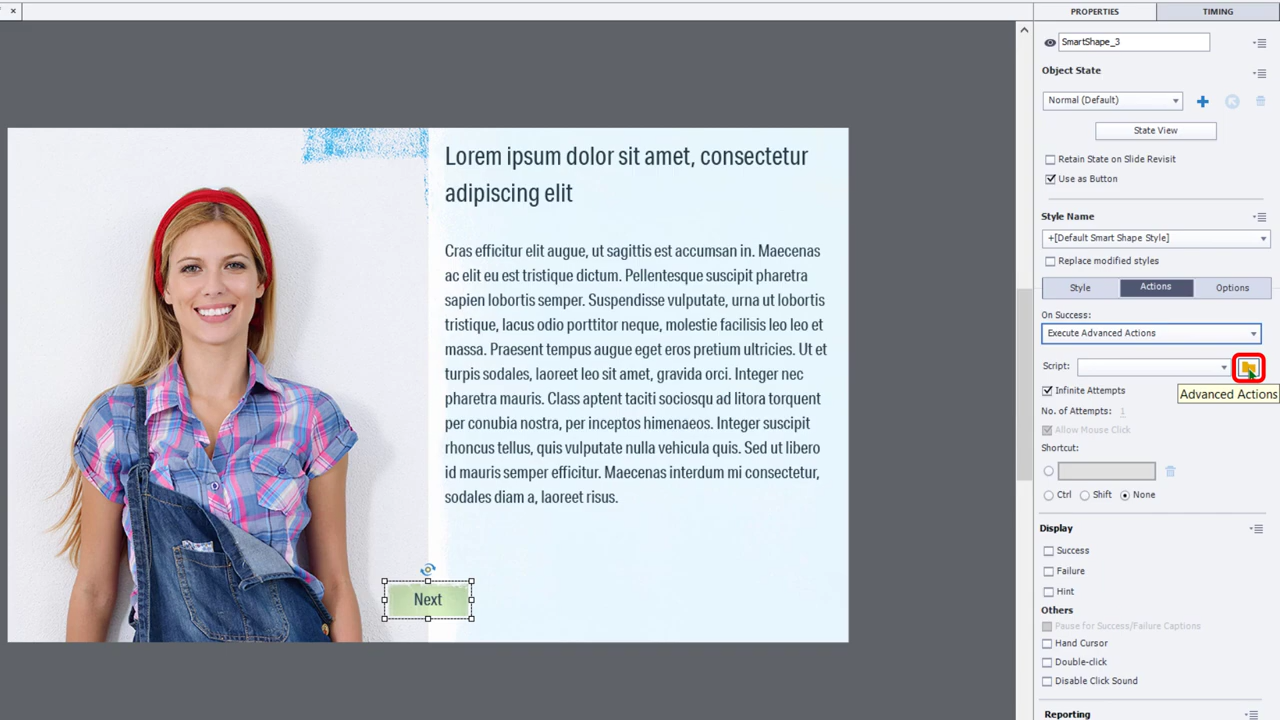 ×
PROPERTIES
TIMING
SmartShape_3
Object State
Normal (Default)
State View
Retain State on Slide Revisit
Use as Button
Style Name
+[Default Smart Shape Style]
Replace modified styles
Style
Actions
Options
On Success:
Execute Advanced Actions
Script:
Advanced Actions
Infinite Attempts
No. of Attempts: 1
Allow Mouse Click
Shortcut:
Ctrl Shift None
Display
Success
Failure
Hint
Others
Pause for Success/Failure Captions
Hand Cursor
Double-click
Disable Click Sound
Reporting
Lorem ipsum dolor sit amet, consectetur
adipiscing elit
Cras efficitur elit augue, ut sagittis est accumsan in. Maecenas
ac elit eu est tristique dictum. Pellentesque suscipit pharetra
sapien lobortis semper. Suspendisse vulputate, urna ut lobortis
tristique, lacus odio porttitor neque, molestie facilisis leo leo et
massa. Praesent tempus augue eget eros pretium ultricies. Ut et
turpis sodales, laoreet leo sit amet, gravida orci. Integer nec
pharetra mauris. Class aptent taciti sociosqu ad litora torquent
per conubia nostra, per inceptos himenaeos. Integer suscipit
rhoncus tellus, quis vulputate nulla vehicula quis. Sed ut libero
id mauris semper efficitur. Maecenas interdum mi consectetur,
sodales diam a, laoreet risus.
Next